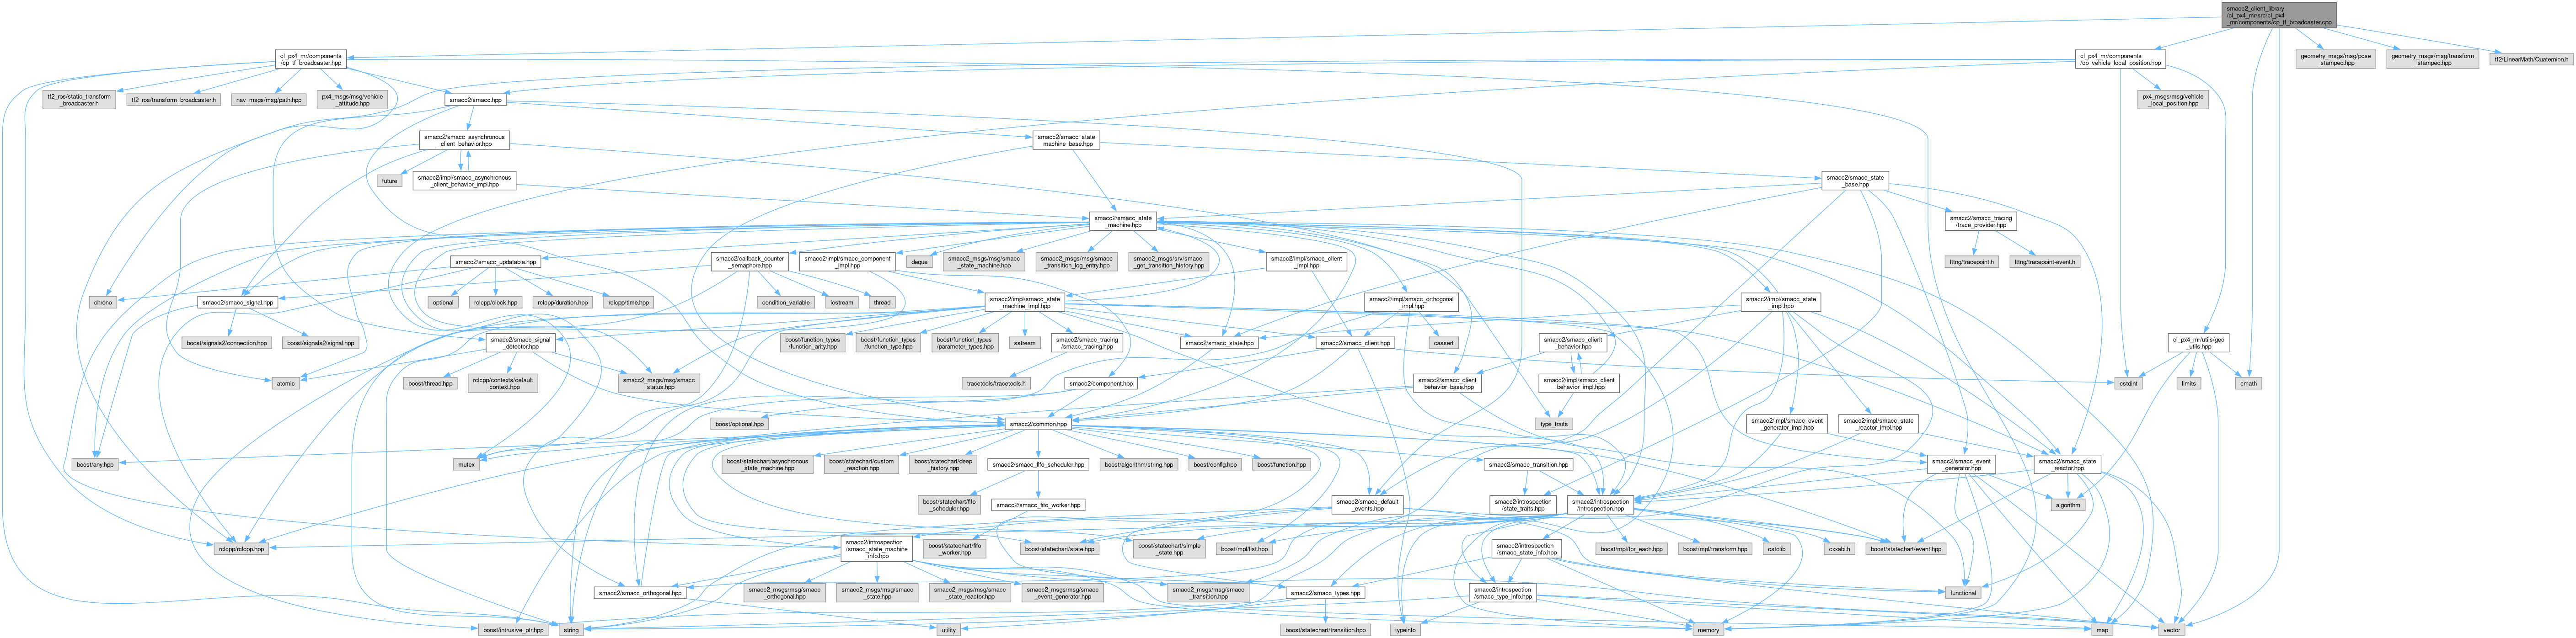 smacc2_client_library
/cl_px4_mr/src/cl_px4
_mr/components/cp_tf_broadcaster.cpp
cl_px4_mr/components
/cp_tf_broadcaster.hpp
cl_px4_mr/components
/cp_vehicle_local_position.hpp
geometry_msgs/msg/pose
_stamped.hpp
geometry_msgs/msg/transform
_stamped.hpp
tf2/LinearMath/Quaternion.h
tf2_ros/static_transform
_broadcaster.h
tf2_ros/transform_broadcaster.h
nav_msgs/msg/path.hpp
px4_msgs/msg/vehicle
_attitude.hpp
smacc2/smacc.hpp
px4_msgs/msg/vehicle
_local_position.hpp
smacc2/smacc_asynchronous
_client_behavior.hpp
smacc2/smacc_state
_machine_base.hpp
future
smacc2/impl/smacc_asynchronous
_client_behavior_impl.hpp
smacc2/smacc_state
_base.hpp
smacc2/smacc_state
_machine.hpp
smacc2/smacc_tracing
/trace_provider.hpp
smacc2/smacc_updatable.hpp
smacc2/callback_counter
_semaphore.hpp
smacc2/impl/smacc_component
_impl.hpp
deque
smacc2_msgs/msg/smacc
_state_machine.hpp
smacc2_msgs/msg/smacc
_transition_log_entry.hpp
smacc2_msgs/srv/smacc
_get_transition_history.hpp
smacc2/impl/smacc_client
_impl.hpp
lttng/tracepoint.h
lttng/tracepoint-event.h
chrono
smacc2/smacc_signal.hpp
optional
rclcpp/clock.hpp
rclcpp/duration.hpp
rclcpp/time.hpp
condition_variable
iostream
thread
smacc2/impl/smacc_state
_machine_impl.hpp
smacc2/impl/smacc_orthogonal
_impl.hpp
smacc2/impl/smacc_state
_impl.hpp
boost/signals2/connection.hpp
boost/signals2/signal.hpp
smacc2/smacc_signal
_detector.hpp
boost/function_types
/function_arity.hpp
boost/function_types
/function_type.hpp
boost/function_types
/parameter_types.hpp
sstream
smacc2/smacc_tracing
/smacc_tracing.hpp
smacc2/smacc_state.hpp
smacc2/smacc_client.hpp
cassert
smacc2/smacc_client
_behavior.hpp
cl_px4_mr/utils/geo
_utils.hpp
atomic
boost/thread.hpp
rclcpp/contexts/default
_context.hpp
smacc2_msgs/msg/smacc
_status.hpp
tracetools/tracetools.h
smacc2/component.hpp
smacc2/smacc_client
_behavior_base.hpp
smacc2/impl/smacc_client
_behavior_impl.hpp
cstdint
limits
cmath
boost/optional.hpp
smacc2/common.hpp
type_traits
smacc2/impl/smacc_event
_generator_impl.hpp
smacc2/impl/smacc_state
_reactor_impl.hpp
boost/any.hpp
mutex
boost/statechart/asynchronous
_state_machine.hpp
boost/statechart/custom
_reaction.hpp
boost/statechart/deep
_history.hpp
smacc2/smacc_fifo_scheduler.hpp
boost/algorithm/string.hpp
boost/config.hpp
boost/function.hpp
smacc2/smacc_transition.hpp
smacc2/smacc_event
_generator.hpp
smacc2/smacc_state
_reactor.hpp
boost/statechart/fifo
_scheduler.hpp
smacc2/smacc_fifo_worker.hpp
smacc2/smacc_default
_events.hpp
smacc2/introspection
/state_traits.hpp
smacc2/introspection
/introspection.hpp
algorithm
rclcpp/rclcpp.hpp
smacc2/introspection
/smacc_state_machine
_info.hpp
boost/statechart/fifo
_worker.hpp
boost/statechart/state.hpp
boost/statechart/simple
_state.hpp
boost/mpl/list.hpp
smacc2/introspection
/smacc_state_info.hpp
boost/mpl/for_each.hpp
boost/mpl/transform.hpp
cstdlib
cxxabi.h
boost/statechart/event.hpp
smacc2/smacc_orthogonal.hpp
smacc2_msgs/msg/smacc
_orthogonal.hpp
smacc2_msgs/msg/smacc
_state.hpp
smacc2_msgs/msg/smacc
_state_reactor.hpp
smacc2_msgs/msg/smacc
_event_generator.hpp
smacc2_msgs/msg/smacc
_transition.hpp
smacc2/smacc_types.hpp
smacc2/introspection
/smacc_type_info.hpp
functional
boost/intrusive_ptr.hpp
string
utility
boost/statechart/transition.hpp
typeinfo
memory
map
vector